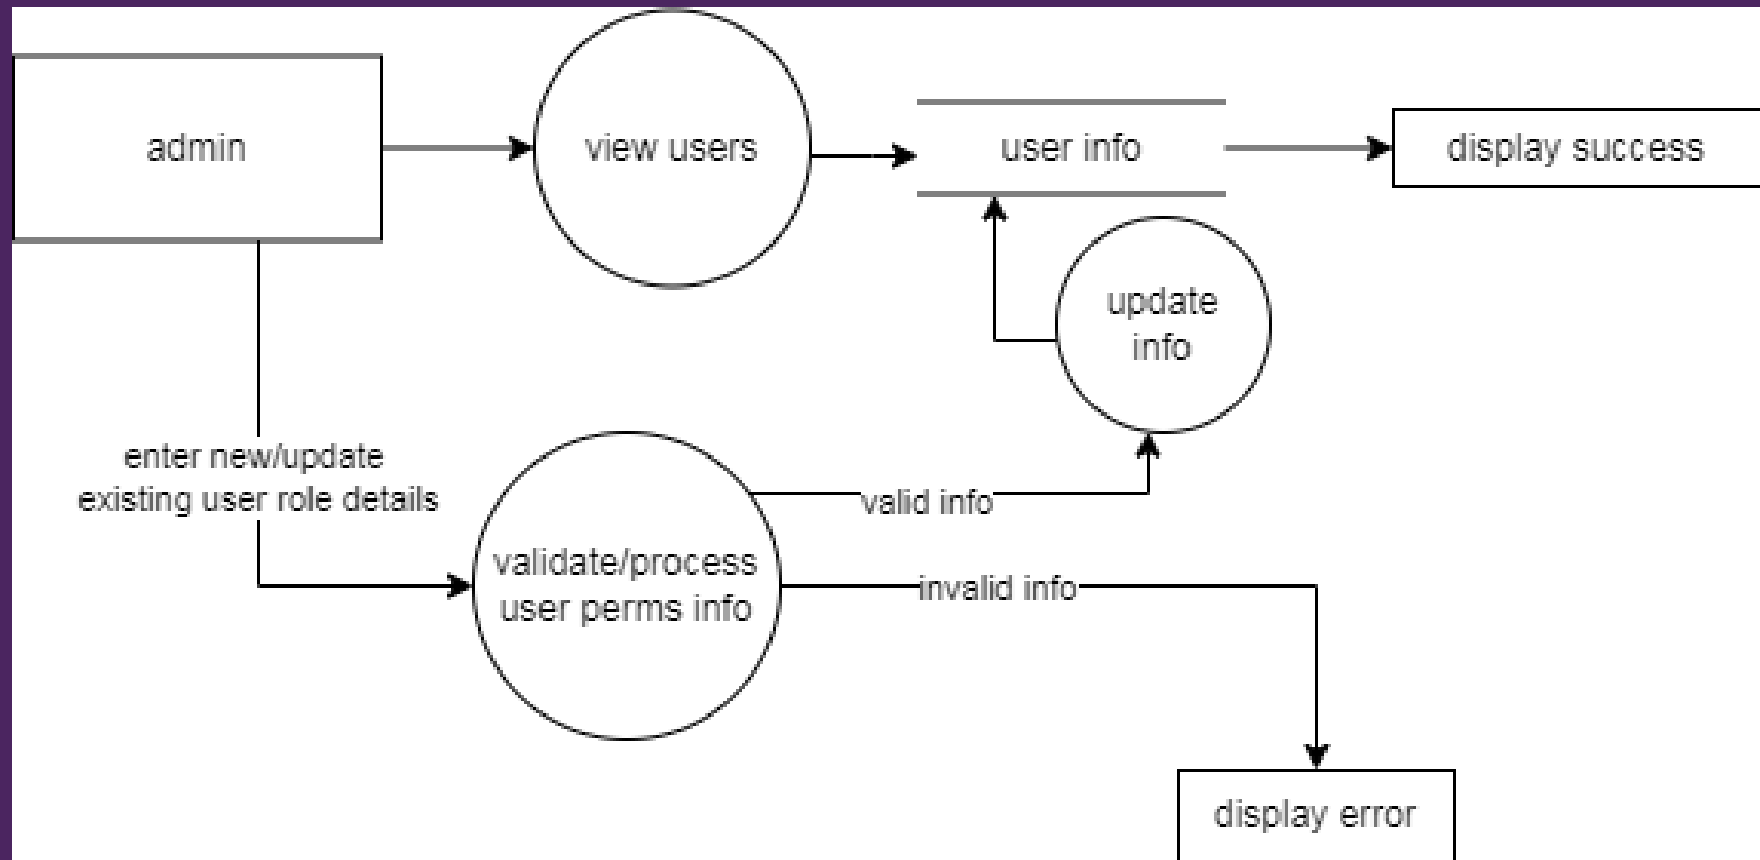 admin
view users
user info
display success
update
info
enter new/update
existing user role details
valid info
validate/process
user perms info
invalid info
display error